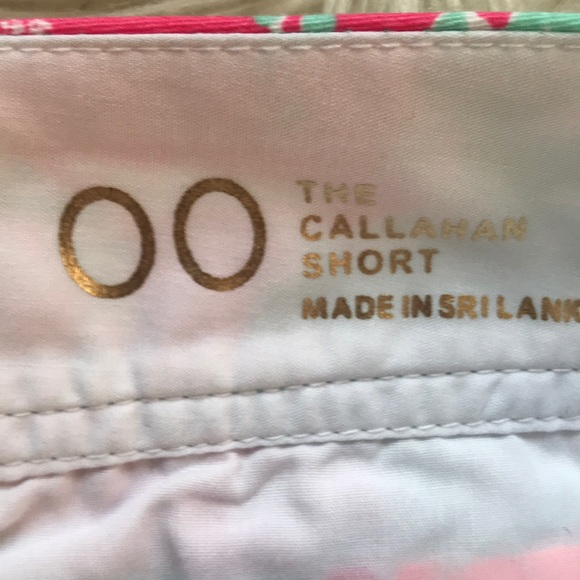 00
THE
CALLAHAN
SHORT
MADE IN SRI LANK